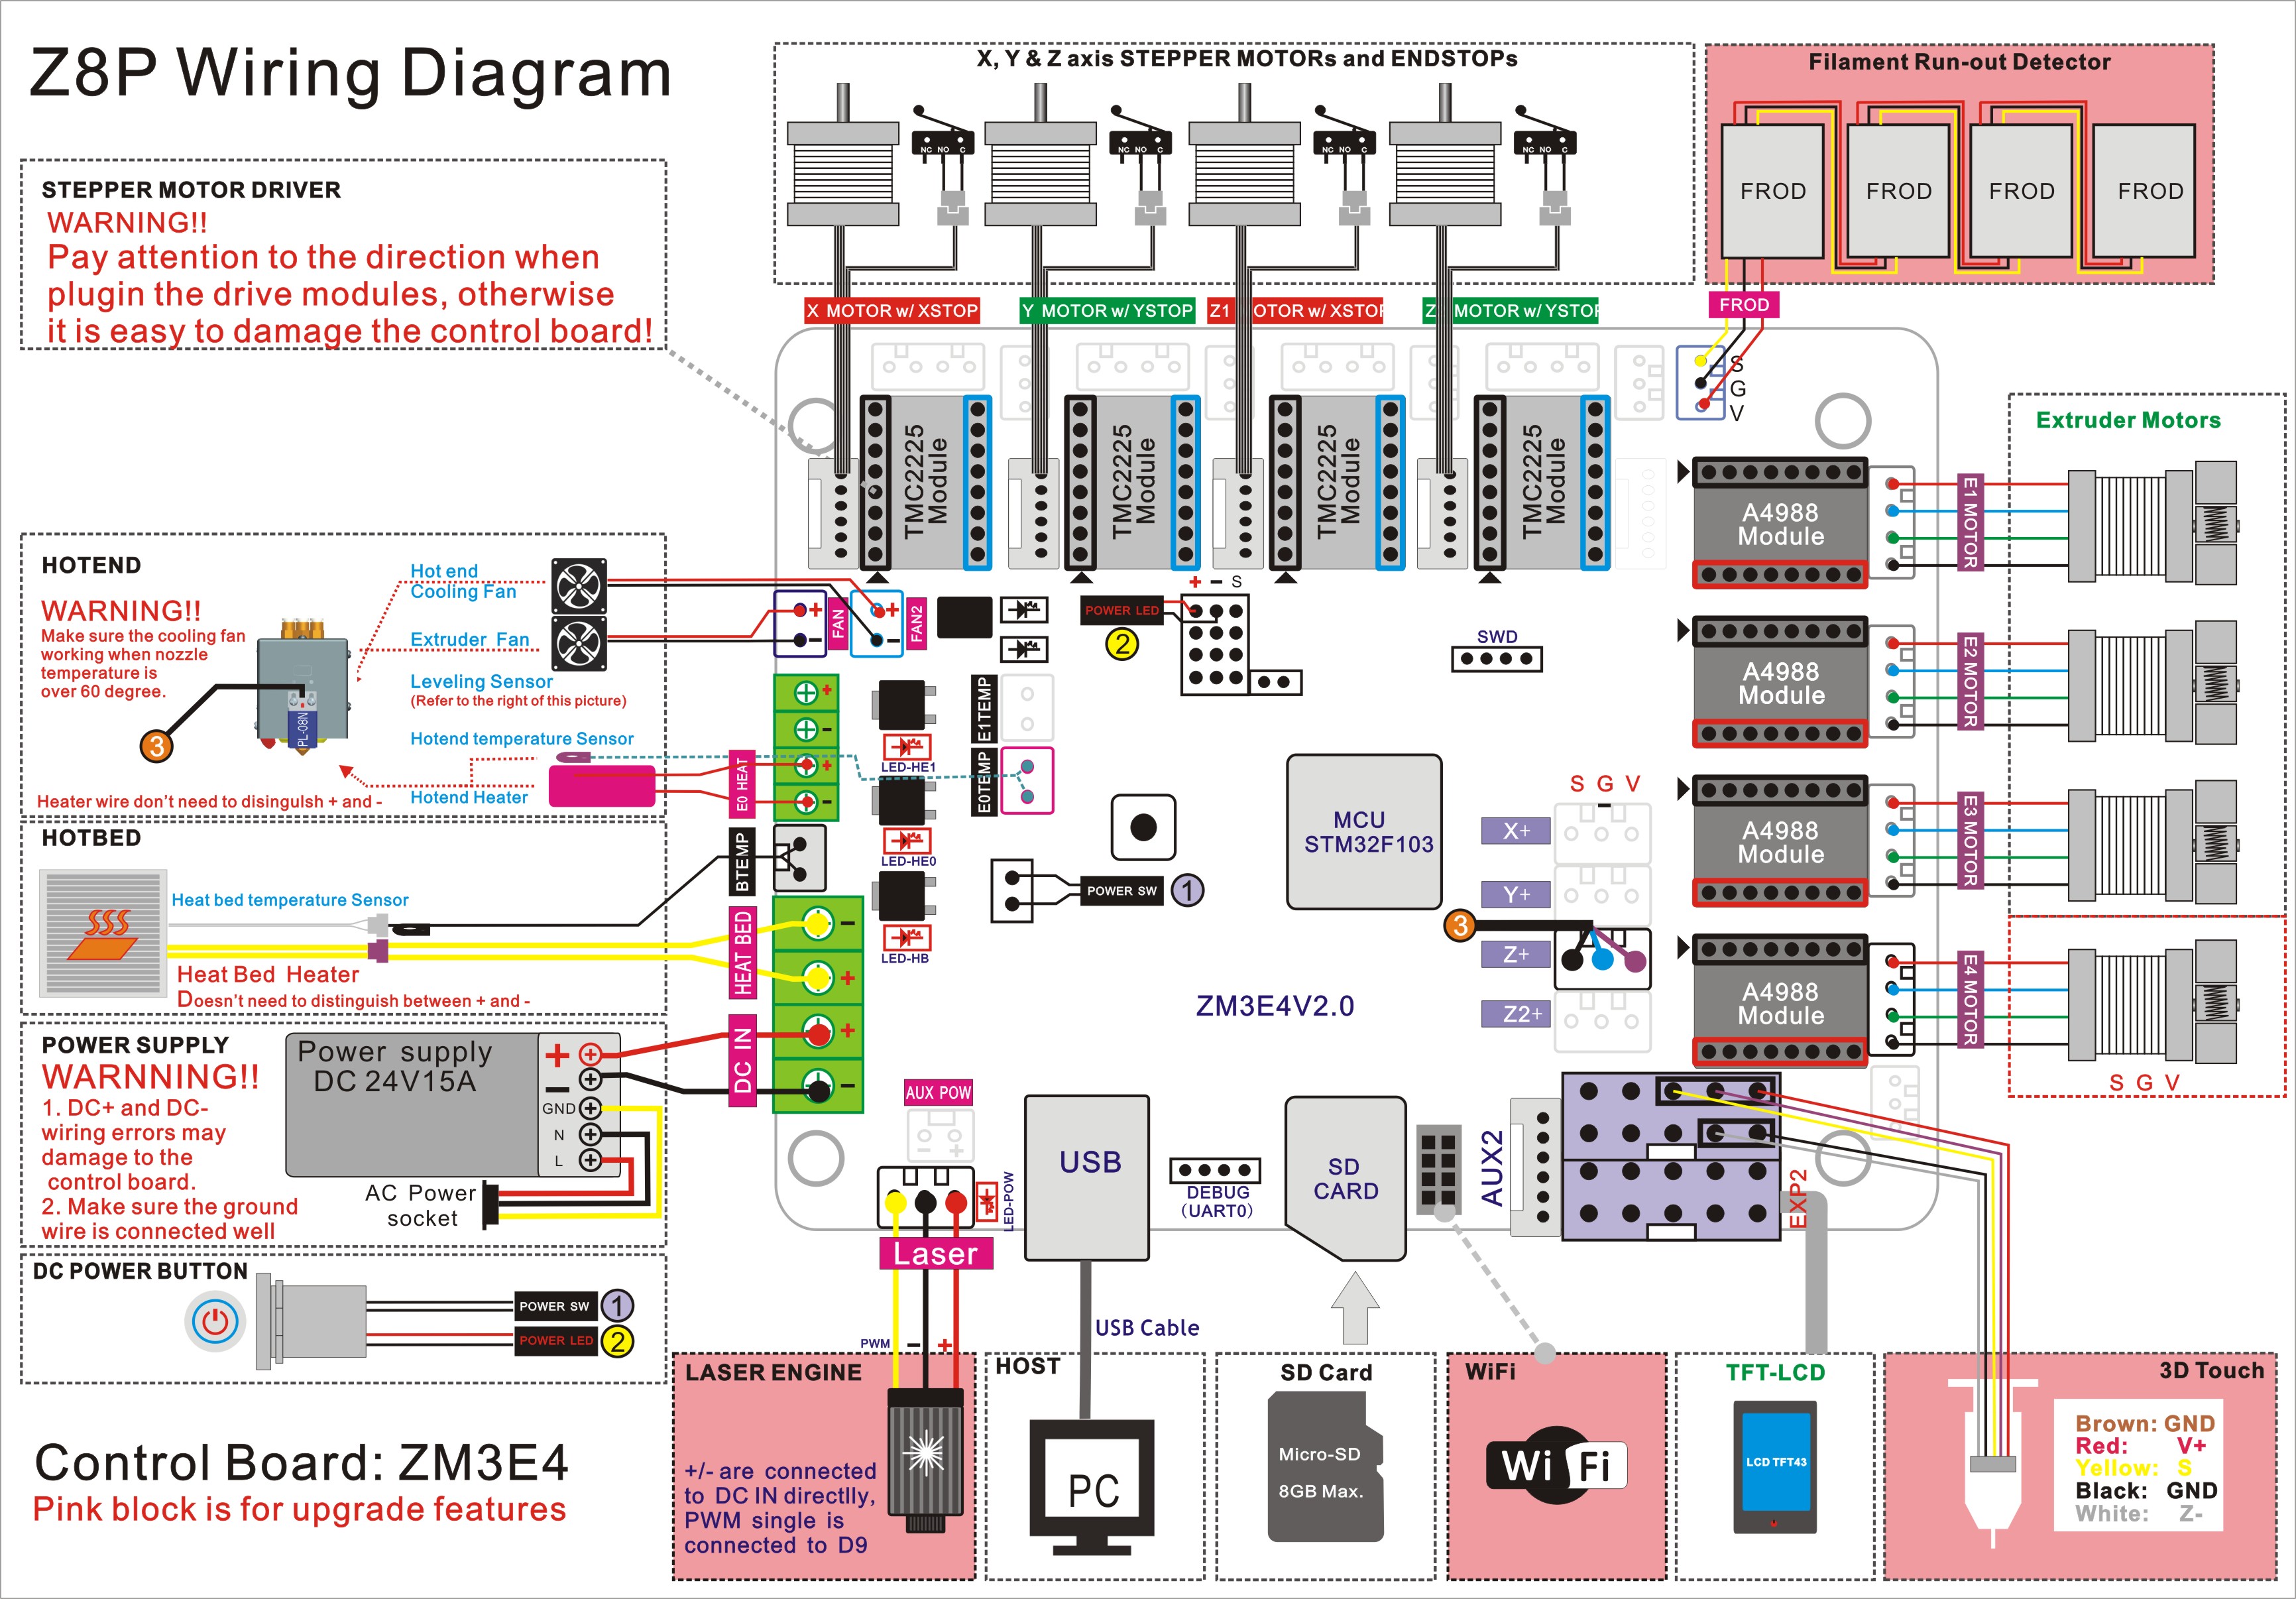 Z8P Wiring Diagram
STEPPER MOTOR DRIVER
WARNING!!
Pay attention to the direction when
plugin the drive modules, otherwise
it is easy to damage the control board!
X, Y & Z axis STEPPER MOTORs and ENDSTOPs
NC NO C
NC NO C
NC NO C
NC NO C
X MOTOR w/ XSTOP
Y MOTOR w/ YSTOP
Z1 OTOR w/ XSTOP
Z MOTOR w/ YSTOP
Filament Run-out Detector
FROD
FROD
FROD
FROD
FROD
S
G
V
TMC2225
Module
TMC2225
Module
TMC2225
Module
TMC2225
Module
Extruder Motors
A4988
Module
E1 MOTOR
A4988
Module
E2 MOTOR
A4988
Module
E3 MOTOR
A4988
Module
E4 MOTOR
S G V
HOTEND
WARNING!!
Make sure the cooling fan
working when nozzle
temperature is
over 60 degree.
PL-08N
3
Hot end
Cooling Fan
Extruder Fan
Leveling Sensor
(Refer to the right of this picture)
Hotend temperature Sensor
Hotend Heater
Heater wire don't need to disingulsh + and -
+
-
FAN
+
-
FAN2
+
-
+
-
E0 HEAT
E1TEMP
E0TEMP
LED-HE1
LED-HE0
LED-HB
+ - S
POWER LED
2
SWD
MCU
STM32F103
POWER SW 1
S G V
X+
Y+
3
Z+
Z2+
ZM3E4V2.0
HOTBED
Heat bed temperature Sensor
Heat Bed Heater
Doesn't need to distinguish between + and -
BTEMP
HEAT BED
-
+
DC IN
+
-
POWER SUPPLY
WARNNING!!
1. DC+ and DC-
wiring errors may
damage to the
control board.
2. Make sure the ground
wire is connected well
Power supply
DC 24V15A
+
-
GND
N
L
AC Power
socket
DC POWER BUTTON
POWER SW 1
POWER LED 2
AUX POW
- +
LED-POW
Laser
PWM - +
USB
USB Cable
DEBUG
(UART0)
SD
CARD
AUX2
EXP2
Control Board: ZM3E4
Pink block is for upgrade features
LASER ENGINE
+/- are connected
to DC IN directlly,
PWM single is
connected to D9
HOST
PC
SD Card
Micro-SD
8GB Max.
WiFi
Wi Fi
TFT-LCD
LCD TFT43
3D Touch
Brown: GND
Red: V+
Yellow: S
Black: GND
White: Z-